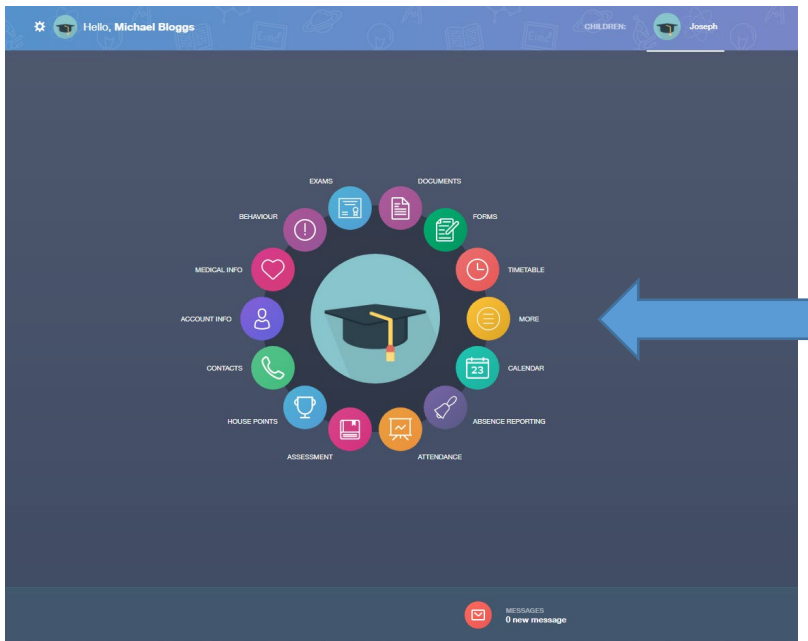 Hello, Michael Bloggs
CHILDREN:
Joseph
EXAMS
DOCUMENTS
BEHAVIOUR
FORMS
MEDICAL INFO
TIMETABLE
ACCOUNT INFO
MORE
CONTACTS
23
CALENDAR
HOUSE POINTS
ABSENCE REPORTING
ASSESSMENT
ATTENDANCE
MESSAGES
0 new message